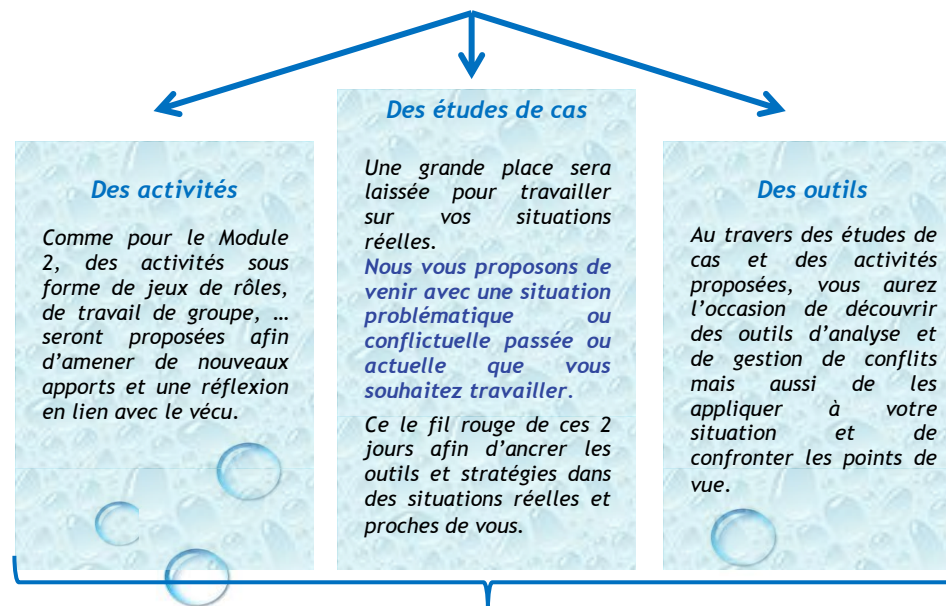 Des activités
Comme pour le Module
2, des activités sous
forme de jeux de rôles,
de travail de groupe, …
seront proposées afin
d’amener de nouveaux
apports et une réflexion
en lien avec le vécu.
Des études de cas
Une grande place sera
laissée pour travailler
sur vos situations
réelles.
Nous vous proposons de
venir avec une situation
problématique ou
conflictuelle passée ou
actuelle que vous
souhaitez travailler.
Ce le fil rouge de ces 2
jours afin d’ancrer les
outils et stratégies dans
des situations réelles et
proches de vous.
Des outils
Au travers des études de
cas et des activités
proposées, vous aurez
l’occasion de découvrir
des outils d’analyse et
de gestion de conflits
mais aussi de les
appliquer à votre
situation et de
confronter les points de
vue.